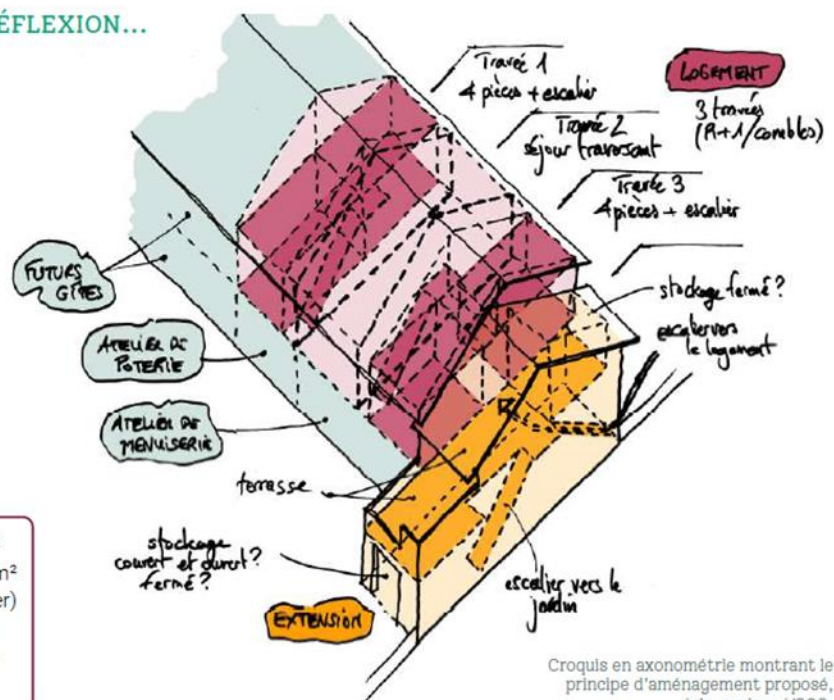 ÉFLEXION...
Travée 1
4 pièces + escalier
LOGEMENT
3 travées
(R+1/combles)
Travée 2
séjour traversant
Travée 3
4 pièces + escalier
stockage fermé?
escalier vers
le logement
FUTURS
GÎTES
ATELIER DE
POTERIE
ATELIER DE
MENUISERIE
terrasse
stockage
couvert et ouvert?
fermé?
EXTENSION
escalier vers le
jardin
m²
er)
Croquis en axonométrie montrant le
principe d'aménagement proposé,